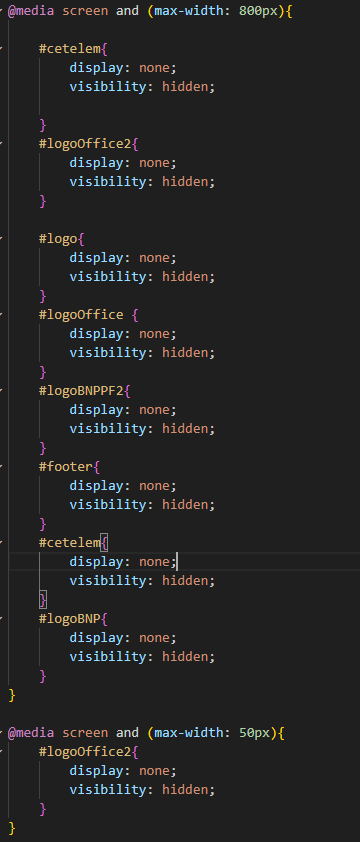 @media screen and (max-width: 800px){
#cetelem{
display: none;
visibility: hidden;
}
#logoOffice2{
display: none;
visibility: hidden;
}
#logo{
display: none;
visibility: hidden;
}
#logoOffice {
display: none;
visibility: hidden;
}
#logoBNPPF2{
display: none;
visibility: hidden;
}
#footer{
display: none;
visibility: hidden;
}
#cetelem{
display: none;
visibility: hidden;
}
#logoBNP{
display: none;
visibility: hidden;
}
}
@media screen and (max-width: 50px){
#logoOffice2{
display: none;
visibility: hidden;
}
}